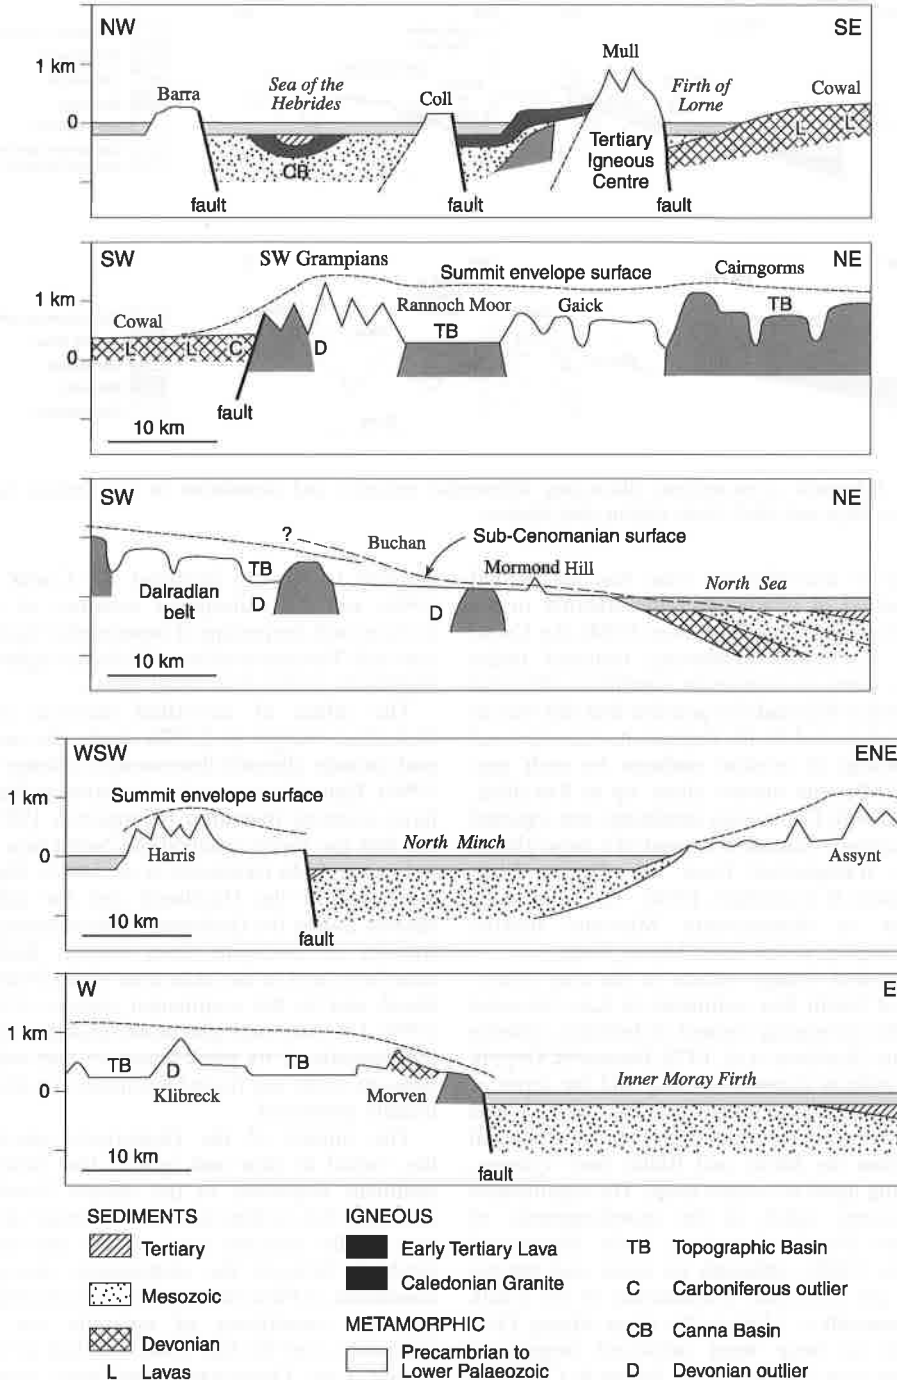 NW
SE
Mull
1 km
Sea of the
Hebrides
Firth of
Lorne
Barra
Coll
Cowal
0
L
L
Tertiary
Igneous
Centre
CB
fault
fault
fault
SW
SW Grampians
NE
Summit envelope surface
Cairngorms
1 km
Rannoch Moor
Gaick
TB
Cowal
TB
L
L
C
D
0
fault
10 km
SW
NE
?
Buchan
Sub-Cenomanian surface
TB
Mormond Hill
North Sea
Dalradian
belt
D
D
10 km
WSW
ENE
1 km
Summit envelope surface
North Minch
0
Harris
Assynt
10 km
fault
W
E
1 km
TB
D
TB
Inner Moray Firth
0
Klibreck
Morven
10 km
fault
SEDIMENTS
IGNEOUS
Tertiary
Early Tertiary Lava
TB
Topographic Basin
Mesozoic
Caledonian Granite
C
Carboniferous outlier
METAMORPHIC
Devonian
CB
Canna Basin
L
Lavas
Precambrian to
Lower Palaeozoic
D
Devonian outlier